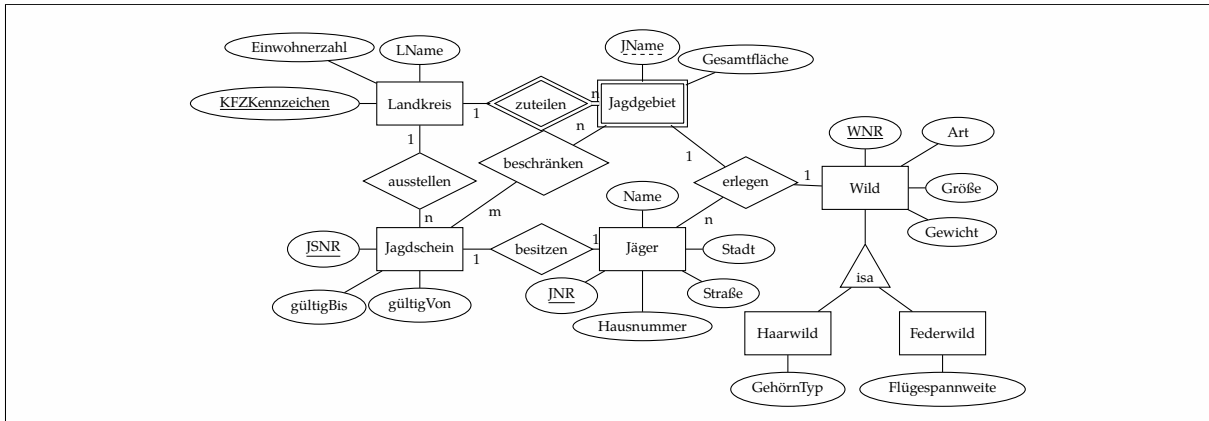 JName
Einwohnerzahl LName Gesamtfläche
KFZKennzeichen Landkreis 1 zuteilen n Jagdgebiet
1 n
WNR Art
beschränken 1
ausstellen erlegen 1 Wild Größe
Name
n m n Gewicht
JSNR Jagdschein 1 besitzen 1 Jäger Stadt
isa
gültigBis gültigVon JNR Straße
Hausnummer Haarwild Federwild
GehörnTyp Flügespannweite